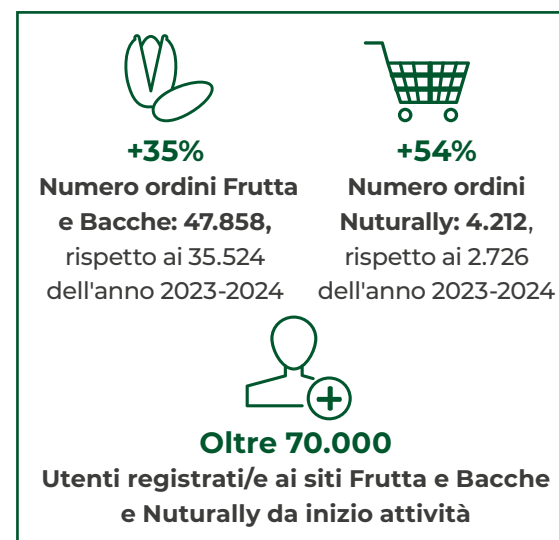 +35%
Numero ordini Frutta
e Bacche: 47.858,
rispetto ai 35.524
dell'anno 2023-2024
+54%
Numero ordini
Nuturally: 4.212,
rispetto ai 2.726
dell'anno 2023-2024
Oltre 70.000
Utenti registrati/e ai siti Frutta e Bacche
e Nuturally da inizio attività